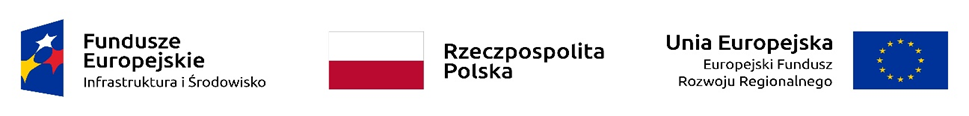 Fundusze
Europejskie
Infrastruktura i Środowisko
Rzeczpospolita
Polska
Unia Europejska
Europejski Fundusz
Rozwoju Regionalnego